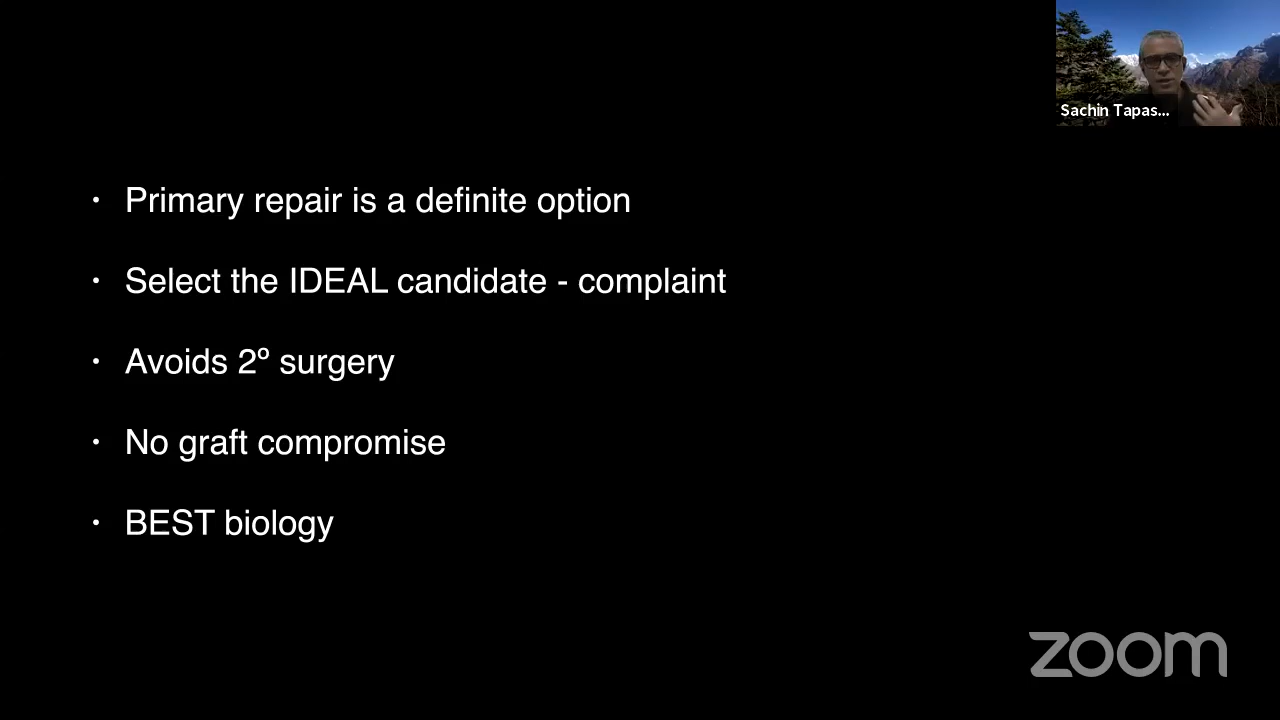 Sachin Tapas...
• Primary repair is a definite option
• Select the IDEAL candidate - complaint
• Avoids 2º surgery
• No graft compromise
• BEST biology
zoom